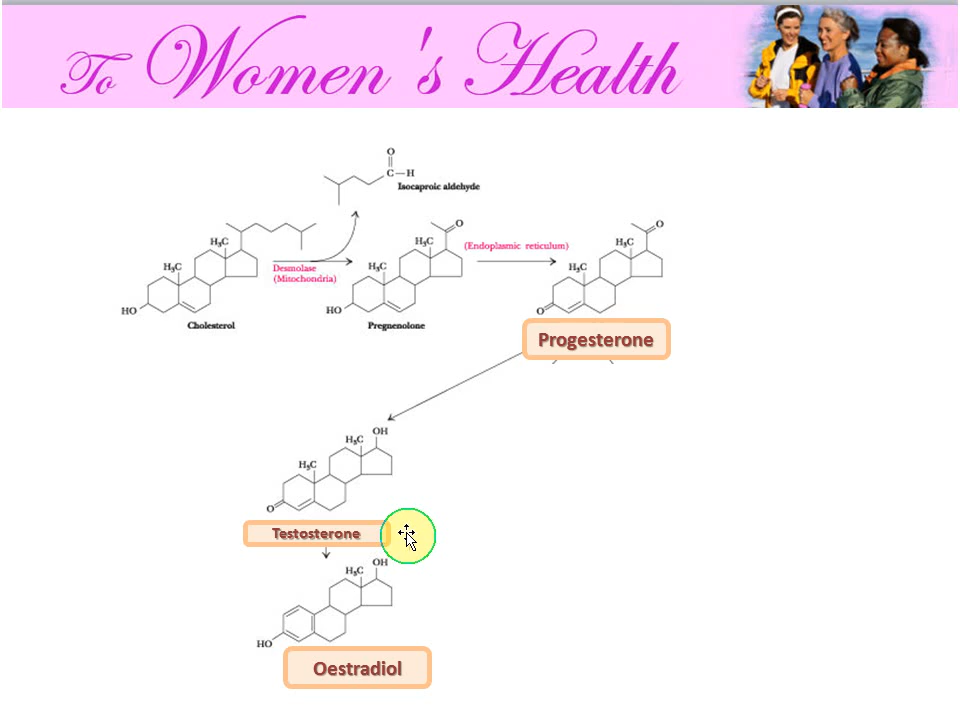 To Women's Health
O
C—H
Isocaproic aldehyde
H₃C
H₃C
HO
Cholesterol
Desmolase
(Mitochondria)
O
H₃C
H₃C
HO
Pregnenolone
(Endoplasmic reticulum)
O
H₃C
H₃C
O
Progesterone
OH
H₃C
H₃C
O
Testosterone
OH
H₃C
HO
Oestradiol